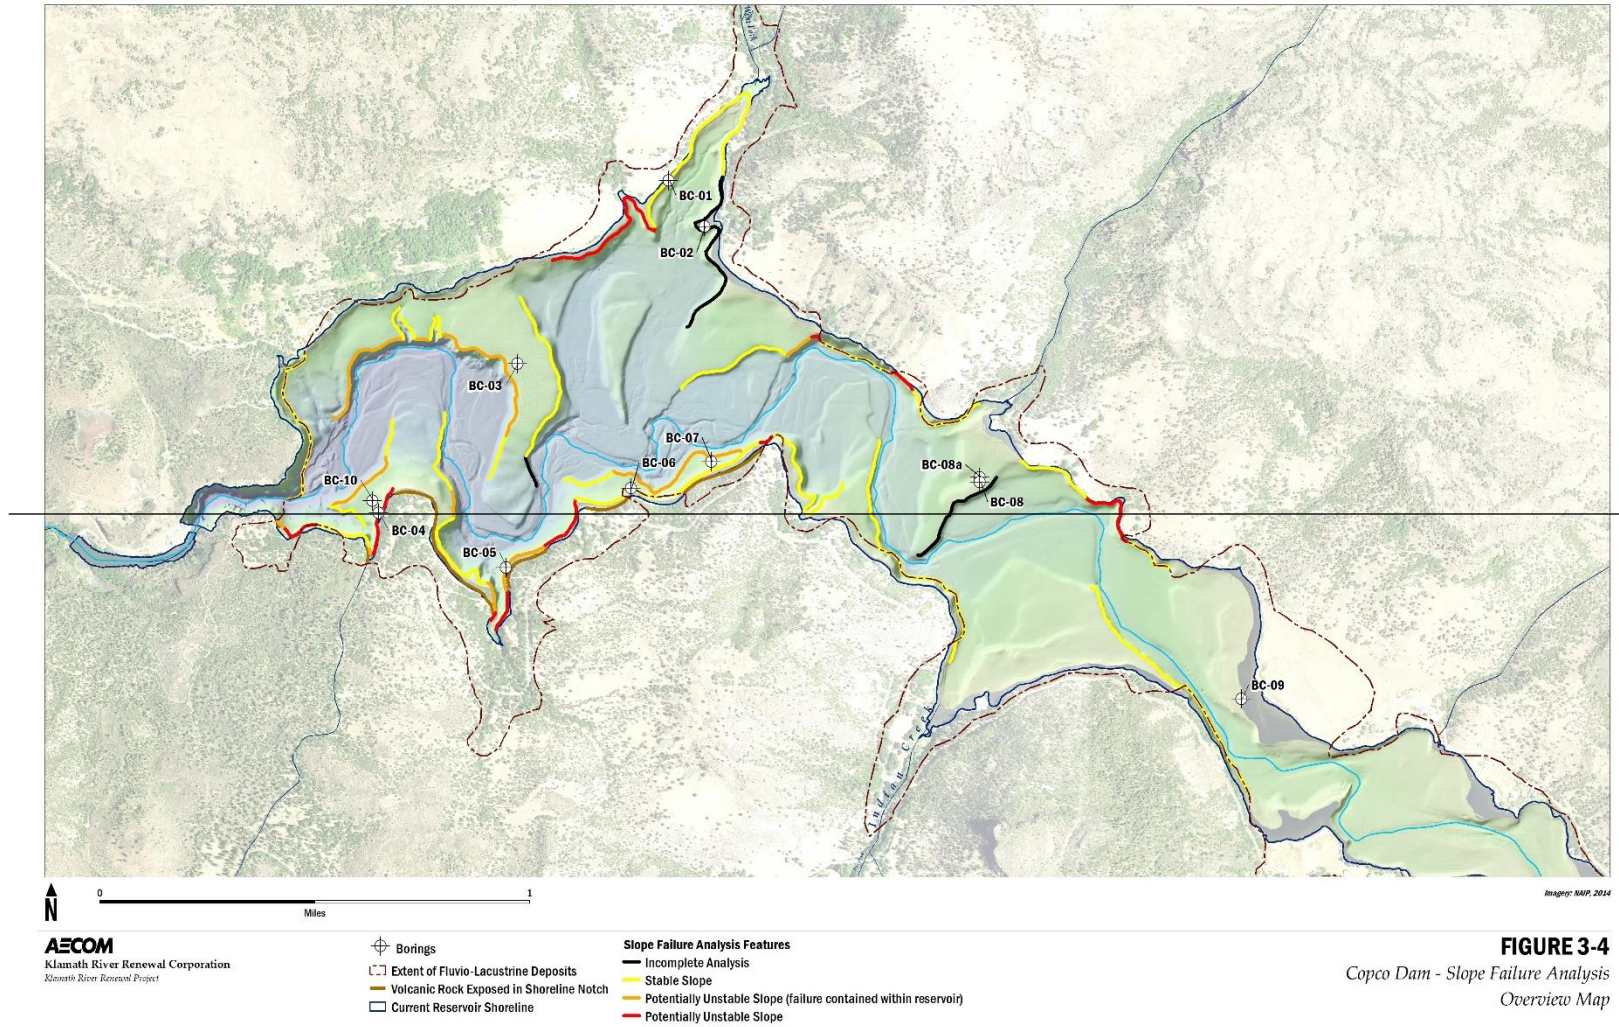 BC-01
BC-02
BC-03
BC-07
BC-06
BC-08a
BC-10
BC-08
BC-04
BC-05
BC-09
Indian Creek
N
0
1
Miles
Imagery: NAIP, 2014
AECOM
Klamath River Renewal Corporation
Klamath River Renewal Project
Borings
Extent of Fluvio-Lacustrine Deposits
Volcanic Rock Exposed in Shoreline Notch
Current Reservoir Shoreline
Slope Failure Analysis Features
Incomplete Analysis
Stable Slope
Potentially Unstable Slope (failure contained within reservoir)
Potentially Unstable Slope
FIGURE 3-4
Copco Dam - Slope Failure Analysis
Overview Map